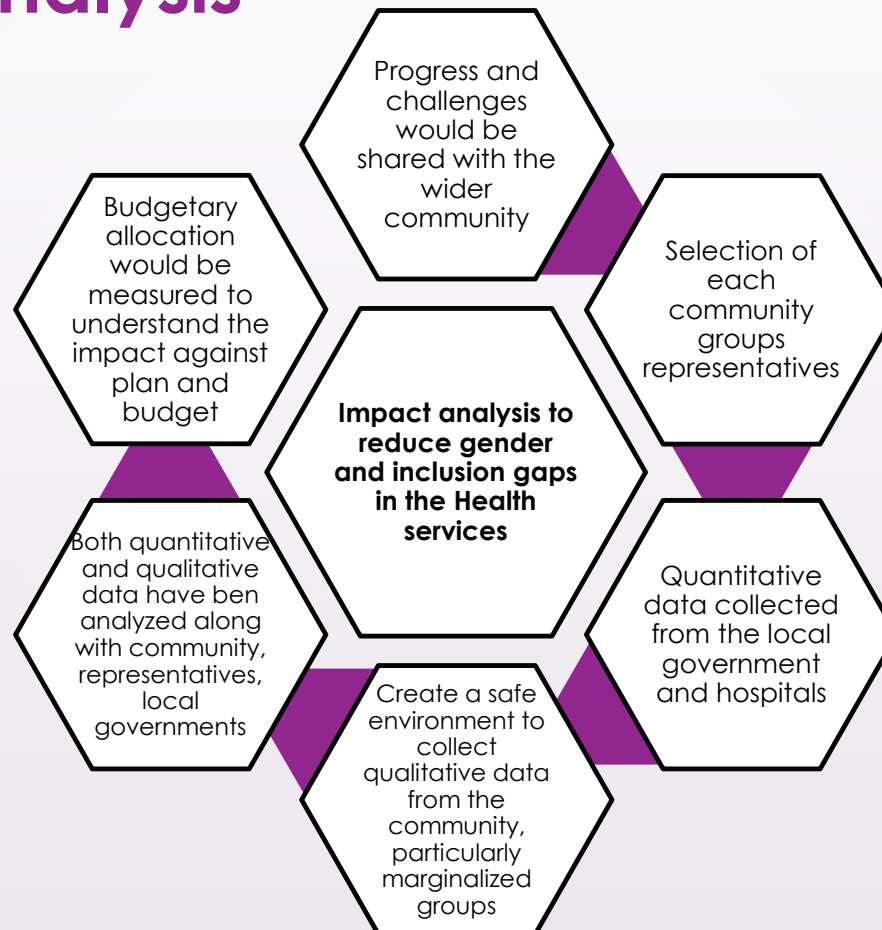 Progress and
challenges
would be
shared with the
wider
community
Selection of
each
community
groups
representatives
Quantitative
data collected
from the local
government
and hospitals
Create a safe
environment to
collect
qualitative data
from the
community,
particularly
marginalized
groups
Both quantitative
and qualitative
data have ben
analyzed along
with community,
representatives,
local
governments
Budgetary
allocation
would be
measured to
understand the
impact against
plan and
budget
Impact analysis to
reduce gender
and inclusion gaps
in the Health
services